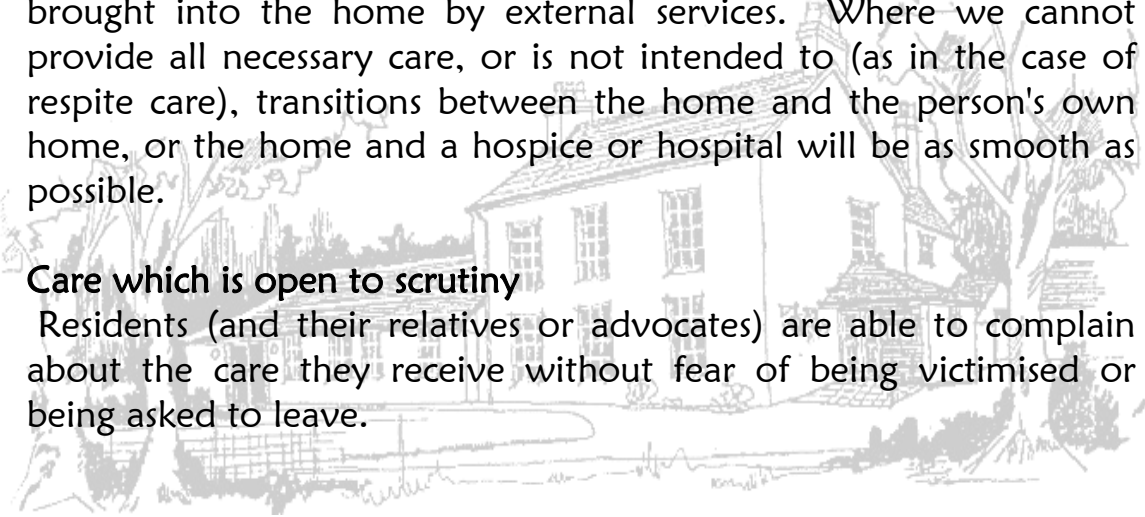 brought into the home by external services. Where we cannot
provide all necessary care, or is not intended to (as in the case of
respite care), transitions between the home and the person's own
home, or the home and a hospice or hospital will be as smooth as
possible.
Care which is open to scrutiny
Residents (and their relatives or advocates) are able to complain
about the care they receive without fear of being victimised or
being asked to leave.